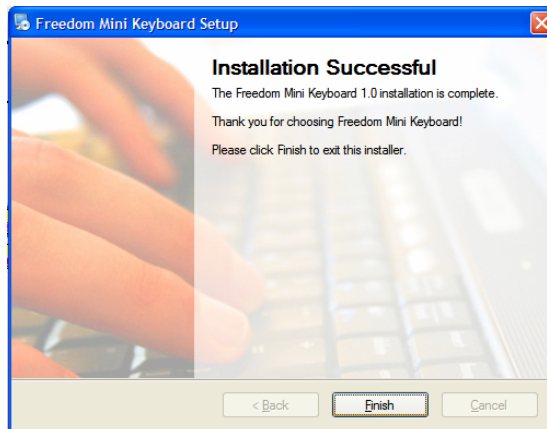 Freedom Mini Keyboard Setup
Installation Successful
The Freedom Mini Keyboard 1.0 installation is complete.
Thank you for choosing Freedom Mini Keyboard!
Please click Finish to exit this installer.
< Back Finish Cancel